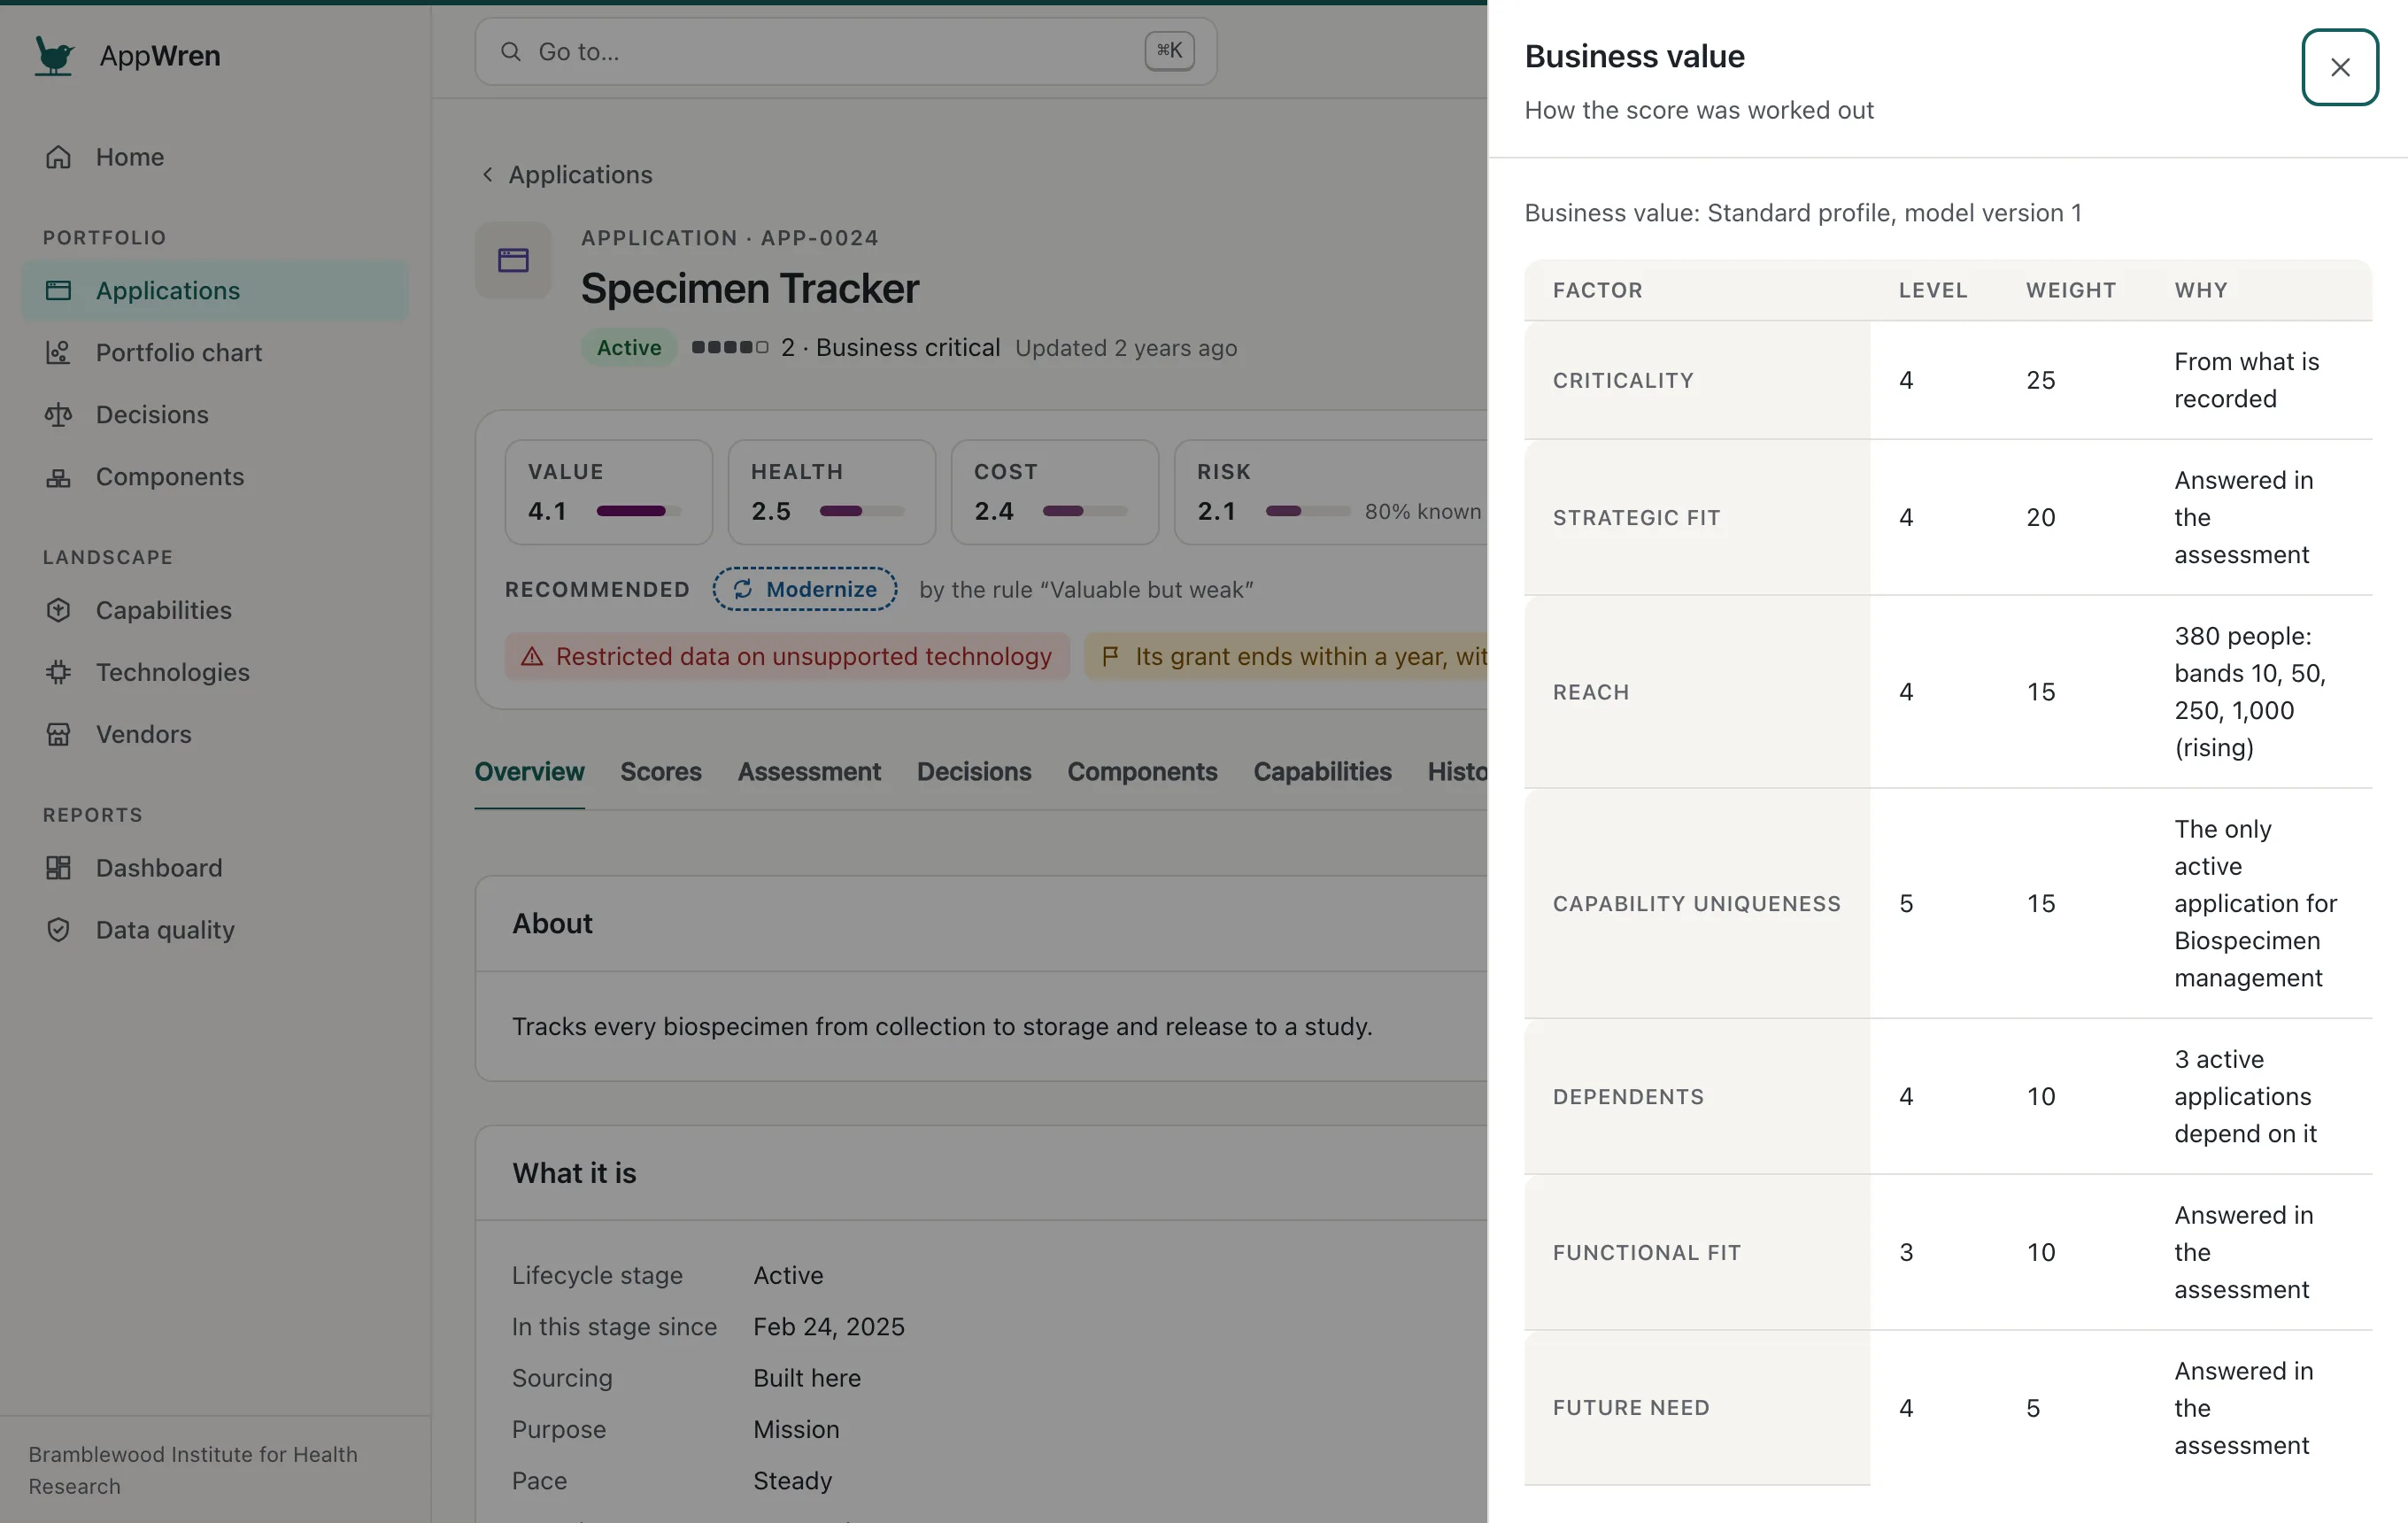 AppWren
Home
PORTFOLIO
Applications
Portfolio chart
Decisions
Components
LANDSCAPE
Capabilities
Technologies
Vendors
REPORTS
Dashboard
Data quality
Bramblewood Institute for Health
Research
Go to...
⌘K
Applications
APPLICATION · APP-0024
Specimen Tracker
Active 2 · Business critical Updated 2 years ago
VALUE
4.1
HEALTH
2.5
COST
2.4
RISK
2.1 80% known
RECOMMENDED Modernize by the rule “Valuable but weak”
Restricted data on unsupported technology
Its grant ends within a year,
Overview Scores Assessment Decisions Components Capabilities
About
Tracks every biospecimen from collection to storage and release to a study.
What it is
Lifecycle stage Active
In this stage since Feb 24, 2025
Sourcing Built here
Purpose Mission
Pace Steady
Business value
How the score was worked out
Business value: Standard profile, model version 1
FACTOR LEVEL WEIGHT WHY
CRITICALITY 4 25 From what is
recorded
STRATEGIC FIT 4 20 Answered in
the
assessment
REACH 4 15 380 people:
bands 10, 50,
250, 1,000
(rising)
CAPABILITY UNIQUENESS 5 15 The only
active
application for
Biospecimen
management
DEPENDENTS 4 10 3 active
applications
depend on it
FUNCTIONAL FIT 3 10 Answered in
the
assessment
FUTURE NEED 4 5 Answered in
the
assessment